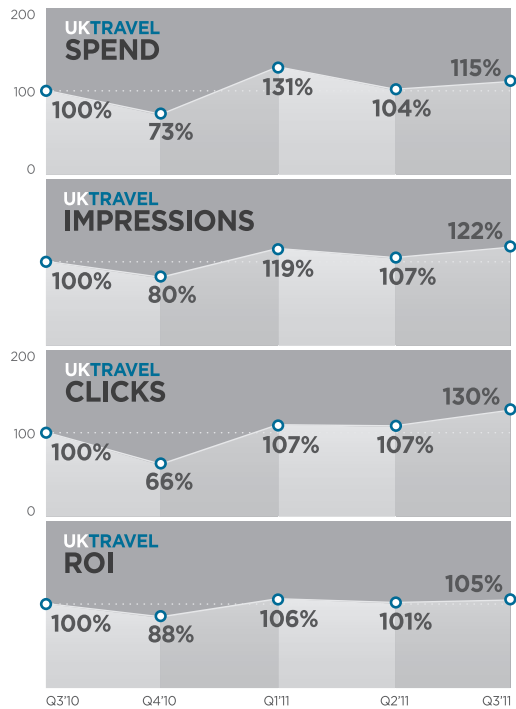 200
UKTRAVEL
SPEND
115%
131%
100
100%
104%
73%
0
UKTRAVEL
IMPRESSIONS
122%
119%
107%
100%
80%
200
UKTRAVEL
CLICKS
130%
100
100%
107%
107%
66%
0
UKTRAVEL
ROI
105%
100%
106%
101%
88%
Q3'10 Q4'10 Q1'11 Q2'11 Q3'11